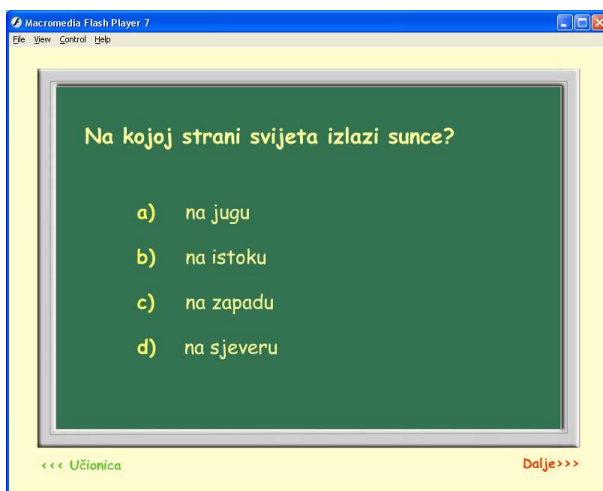 Macromedia Flash Player 7
File View Control Help
Na kojoj strani svijeta izlazi sunce?
a) na jugu
b) na istoku
c) na zapadu
d) na sjeveru
<<< Učionica
Dalje>>>